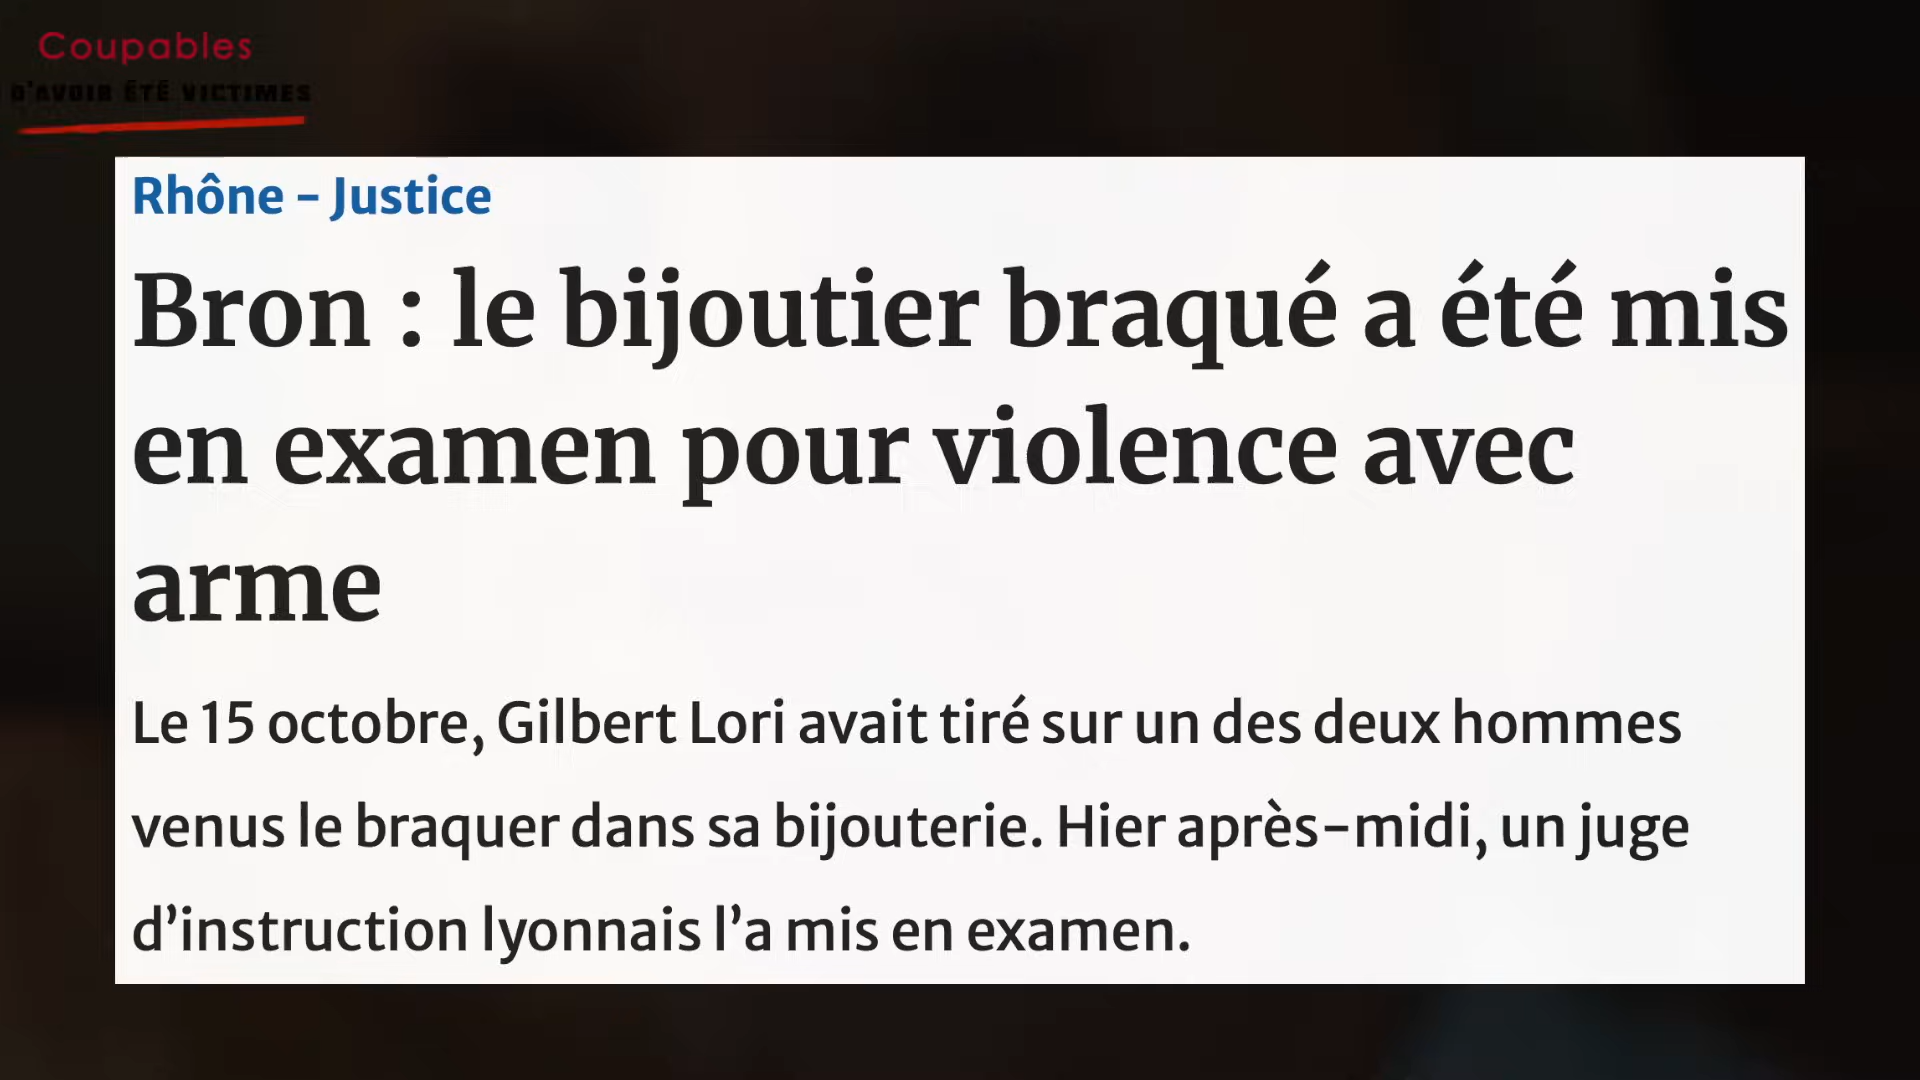 Coupables
D'AVOIR ÉTÉ VICTIMES
Rhône – Justice
Bron : le bijoutier braqué a été mis
en examen pour violence avec
arme
Le 15 octobre, Gilbert Lori avait tiré sur un des deux hommes
venus le braquer dans sa bijouterie. Hier après-midi, un juge
d’instruction lyonnais l’a mis en examen.